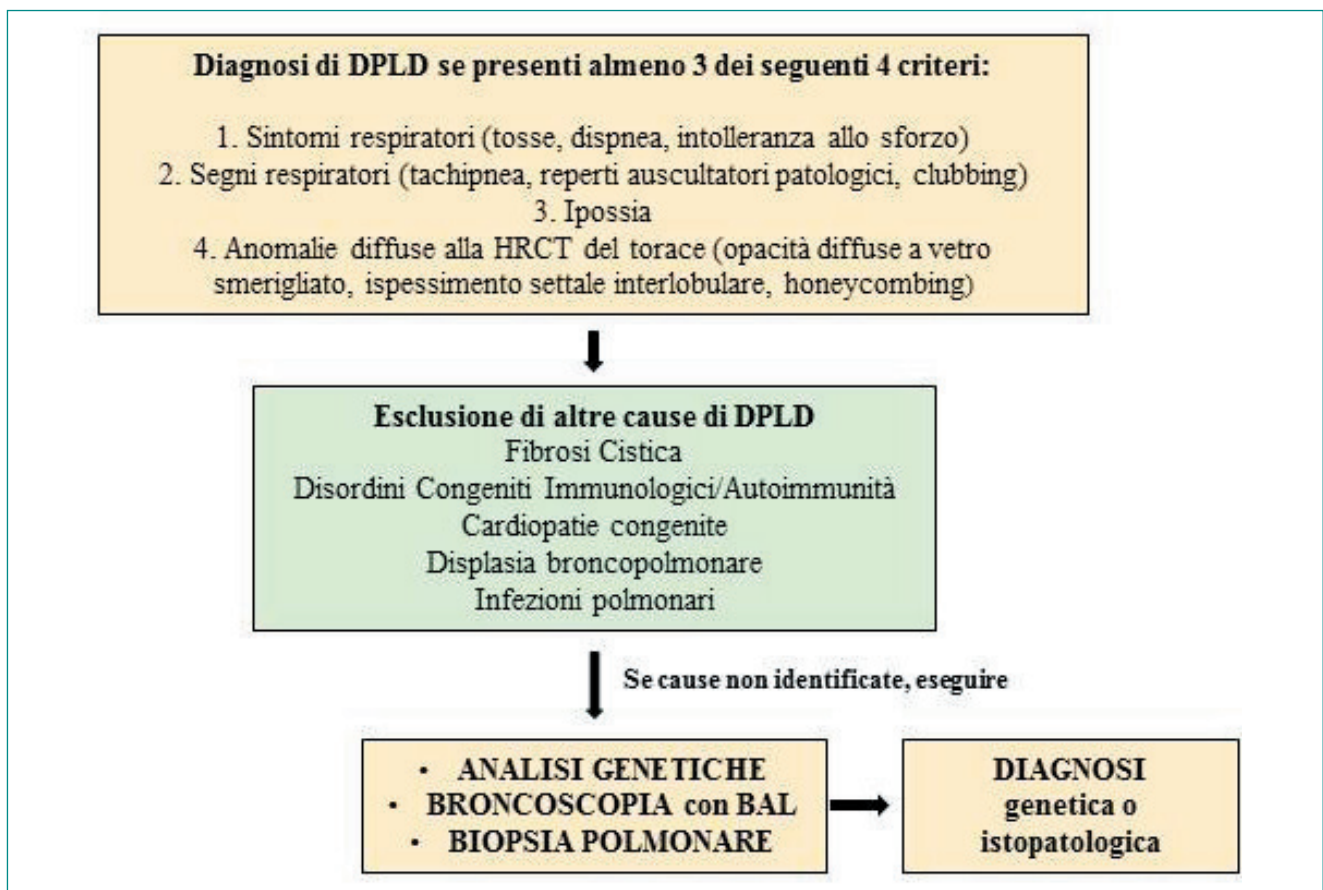 Diagnosi di DPLD se presenti almeno 3 dei seguenti 4 criteri:
1. Sintomi respiratori (tosse, dispnea, intolleranza allo sforzo)
2. Segni respiratori (tachipnea, reperti auscultatori patologici, clubbing)
3. Ipossia
4. Anomalie diffuse alla HRCT del torace (opacità diffuse a vetro
smerigliato, ispessimento settale interlobulare, honeycombing)
Esclusione di altre cause di DPLD
Fibrosi Cistica
Disordini Congeniti Immunologici/Autoimmunità
Cardiopatie congenite
Displasia broncopolmonare
Infezioni polmonari
Se cause non identificate, eseguire
• ANALISI GENETICHE
• BRONCOSCOPIA con BAL
• BIOPSIA POLMONARE
DIAGNOSI
genetica o
istopatologica